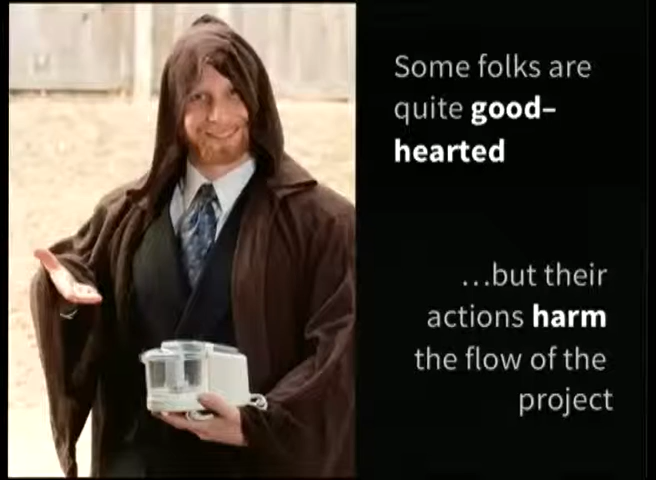 Some folks are
quite good–
hearted
...but their
actions harm
the flow of the
project